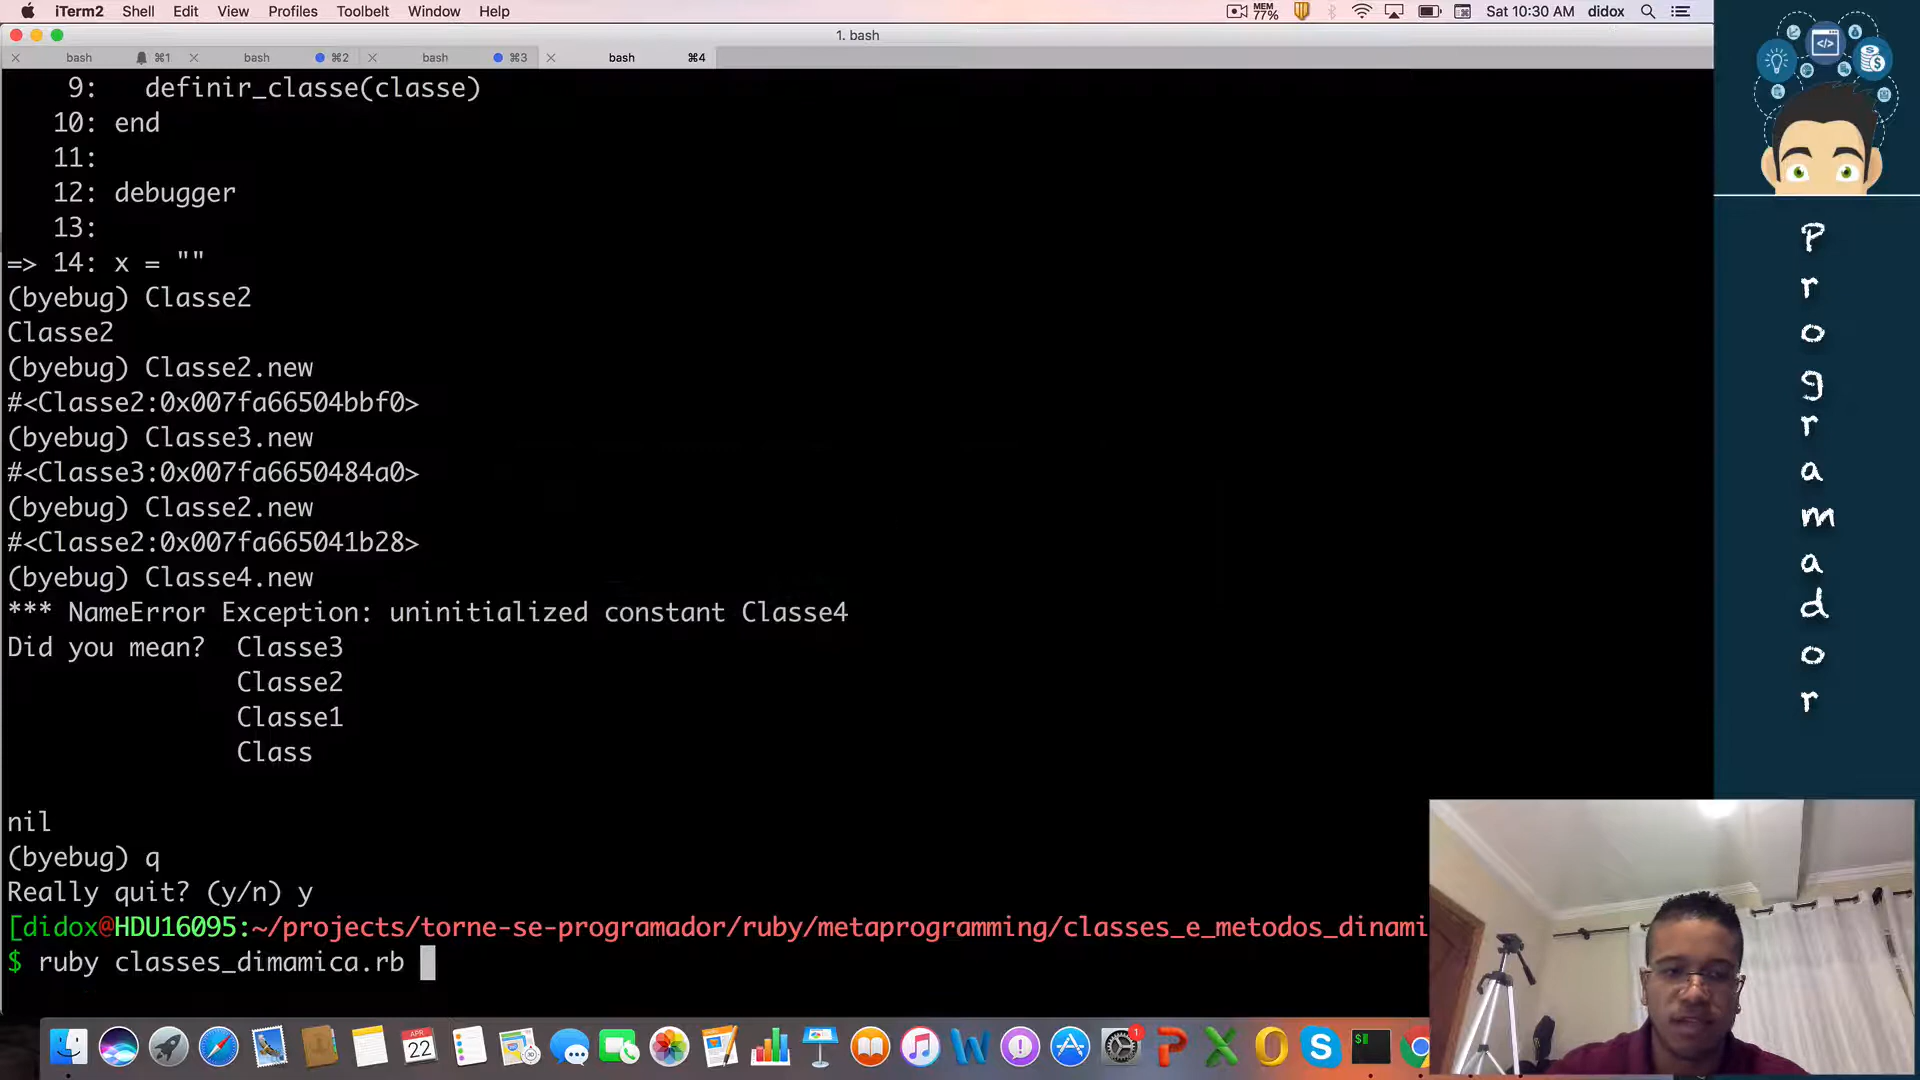 iTerm2 Shell Edit View Profiles Toolbelt Window Help MEM 77% Sat 10:30 AM didox
1. bash
bash ⌘1 bash ⌘2 bash ⌘3 bash ⌘4
9: definir_classe(classe)
10: end
11:
12: debugger
13:
=> 14: x = ""
(byebug) Classe2
Classe2
(byebug) Classe2.new
#<Classe2:0x007fa66504bbf0>
(byebug) Classe3.new
#<Classe3:0x007fa6650484a0>
(byebug) Classe2.new
#<Classe2:0x007fa665041b28>
(byebug) Classe4.new
*** NameError Exception: uninitialized constant Classe4
Did you mean? Classe3
Classe2
Classe1
Class
nil
(byebug) q
Really quit? (y/n) y
[didox@HDU16095:~/projects/torne-se-programador/ruby/metaprogramming/classes_e_metodos_dinami
$ ruby classes_dimamica.rb
Programador